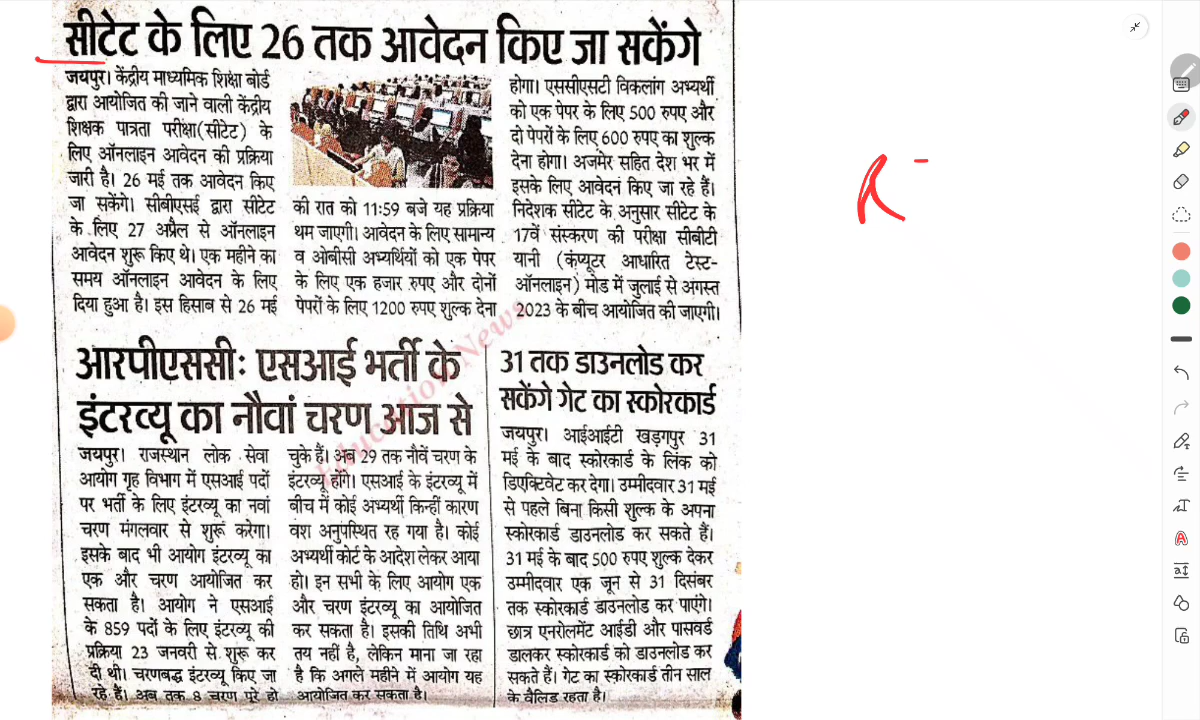 सीटेट के लिए 26 तक आवेदन किए जा सकेंगे
जयपुर। केंद्रीय माध्यमिक शिक्षा बोर्ड
द्वारा आयोजित की जाने वाली केंद्रीय
शिक्षक पात्रता परीक्षा(सीटेट) के
लिए ऑनलाइन आवेदन की प्रक्रिया
जारी है। 26 मई तक आवेदन किए
जा सकेंगे। सीबीएसई द्वारा सीटेट
के लिए 27 अप्रैल से ऑनलाइन
आवेदन शुरू किए थे। एक महीने का
समय ऑनलाइन आवेदन के लिए
दिया हुआ है। इस हिसाब से 26 मई
की रात को 11:59 बजे यह प्रक्रिया
थम जाएगी। आवेदन के लिए सामान्य
व ओबीसी अभ्यर्थियों को एक पेपर
के लिए एक हजार रुपए और दोनों
पेपरों के लिए 1200 रुपए शुल्क देना
होगा। एससीएसटी विकलांग अभ्यर्थी
को एक पेपर के लिए 500 रुपए और
दो पेपरों के लिए 600 रुपए का शुल्क
देना होगा। अजमेर सहित देश भर में
इसके लिए आवेदन किए जा रहे हैं।
निदेशक सीटेट के अनुसार सीटेट के
17वें संस्करण की परीक्षा सीबीटी
यानी (कंप्यूटर आधारित टेस्ट-
ऑनलाइन) मोड में जुलाई से अगस्त
2023 के बीच आयोजित की जाएगी।
आरपीएससी: एसआई भर्ती के
इंटरव्यू का नौवां चरण आज से
जयपुर। राजस्थान लोक सेवा
आयोग गृह विभाग में एसआई पदों
पर भर्ती के लिए इंटरव्यू का नवां
चरण मंगलवार से शुरू करेगा।
इसके बाद भी आयोग इंटरव्यू का
एक और चरण आयोजित कर
सकता है। आयोग ने एसआई
के 859 पदों के लिए इंटरव्यू की
प्रक्रिया 23 जनवरी से शुरू कर
दी थी। चरणबद्ध इंटरव्यू किए जा
रहे हैं। अब तक 8 चरण पूरे हो
चुके हैं। अब 29 तक नौवें चरण के
इंटरव्यू होंगे। एसआई के इंटरव्यू में
बीच में कोई अभ्यर्थी किन्हीं कारण
वश अनुपस्थित रह गया है। कोई
अभ्यर्थी कोर्ट के आदेश लेकर आया
हो। इन सभी के लिए आयोग एक
और चरण इंटरव्यू का आयोजित
कर सकता है। इसकी तिथि अभी
तय नहीं है, लेकिन माना जा रहा
है कि अगले महीने में आयोग यह
आयोजित कर सकता है।
31 तक डाउनलोड कर
सकेंगे गेट का स्कोरकार्ड
जयपुर। आईआईटी खड़गपुर 31
मई के बाद स्कोरकार्ड के लिंक को
डिएक्टिवेट कर देगा। उम्मीदवार 31 मई
से पहले बिना किसी शुल्क के अपना
स्कोरकार्ड डाउनलोड कर सकते हैं।
31 मई के बाद 500 रुपए शुल्क देकर
उम्मीदवार एक जून से 31 दिसंबर
तक स्कोरकार्ड डाउनलोड कर पाएंगे।
छात्र एनरोलमेंट आईडी और पासवर्ड
डालकर स्कोरकार्ड को डाउनलोड कर
सकते हैं। गेट का स्कोरकार्ड तीन साल
के वैलिड रहता है।
Education News